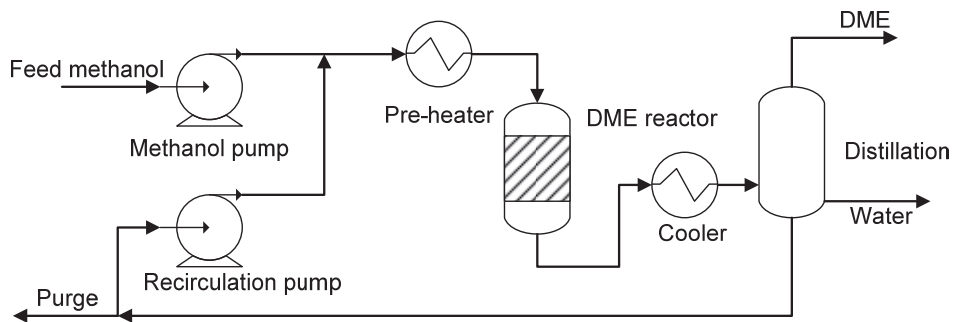 DME
Feed methanol
Pre-heater
DME reactor
Methanol pump
Distillation
Water
Cooler
Recirculation pump
Purge